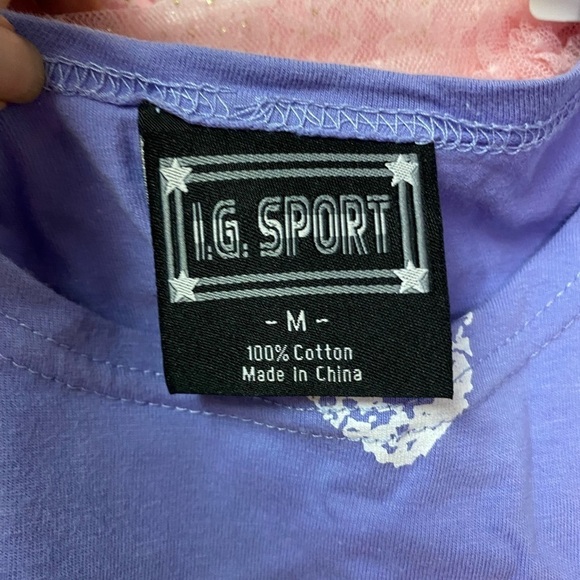 I.G. SPORT
- M -
100% Cotton
Made in China